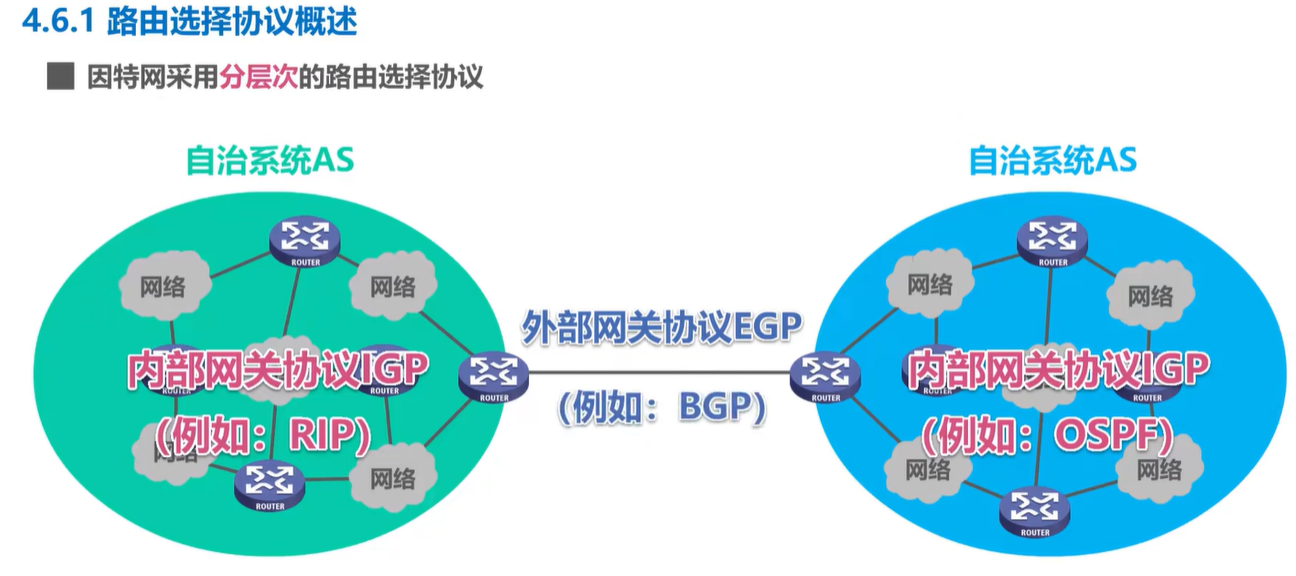 4.6.1 路由选择协议概述
因特网采用分层次的路由选择协议
自治系统AS
ROUTER
网络
网络
内部网关协议IGP
(例如：RIP)
ROUTER
ROUTER
网络
网络
ROUTER
ROUTER
外部网关协议EGP
(例如：BGP)
自治系统AS
ROUTER
网络
网络
ROUTER
内部网关协议IGP
(例如：OSPF)
ROUTER
ROUTER
网络
网络
ROUTER